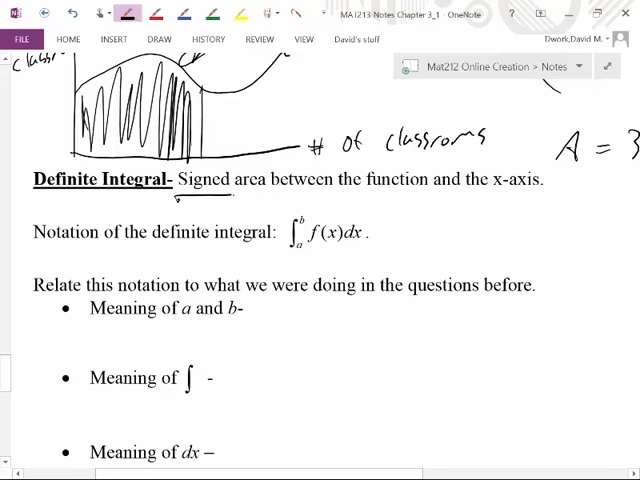 MAT213 Notes Chapter 3_1 - OneNote
FILE HOME INSERT DRAW HISTORY REVIEW VIEW David's stuff Dwork,David M.
Mat212 Online Creation > Notes
# of classrooms
A = 3
Definite Integral- Signed area between the function and the x-axis.
Notation of the definite integral: ∫_a^b f(x)dx.
Relate this notation to what we were doing in the questions before.
• Meaning of a and b-
• Meaning of ∫ -
• Meaning of dx –